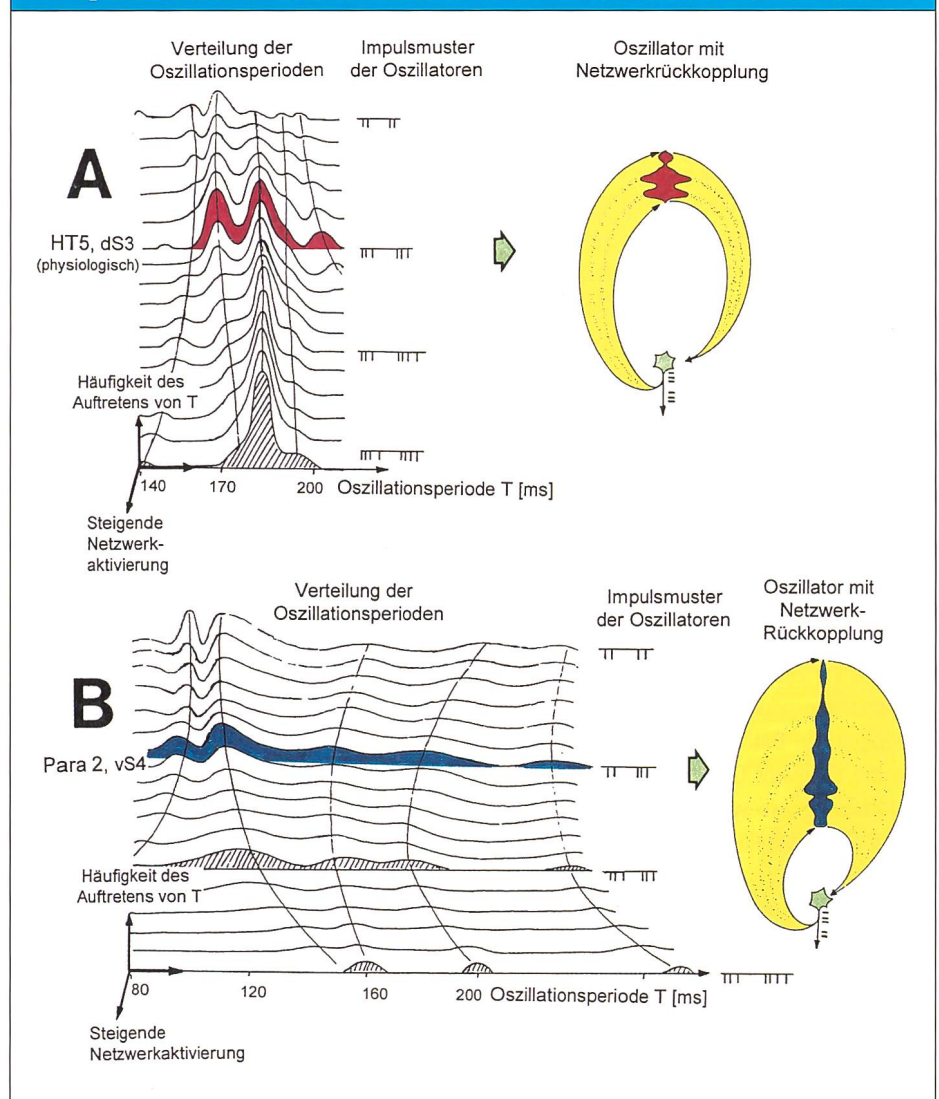 Verteilung der
Oszillationsperioden
Impulsmuster
der Oszillatoren
Oszillator mit
Netzwerkrückkopplung
A
HT5, dS3
(physiologisch)
Häufigkeit des
Auftretens von T
140 170 200 Oszillationsperiode T [ms]
Steigende
Netzwerk-
aktivierung
Verteilung der
Oszillationsperioden
Impulsmuster
der Oszillatoren
Oszillator mit
Netzwerk-
Rückkopplung
B
Para 2, vS4
Häufigkeit des
Auftretens von T
80 120 160 200 Oszillationsperiode T [ms]
Steigende
Netzwerkaktivierung